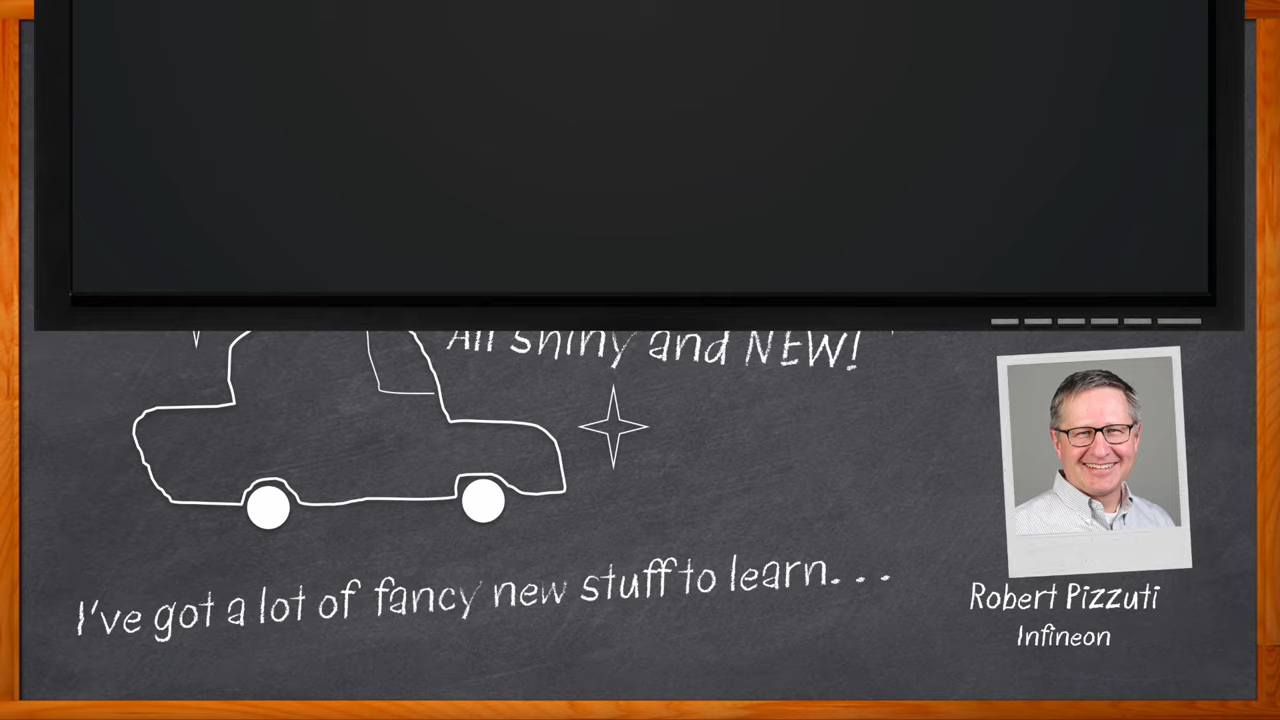 All shiny and NEW!
I've got a lot of fancy new stuff to learn...
Robert Pizzuti
Infineon